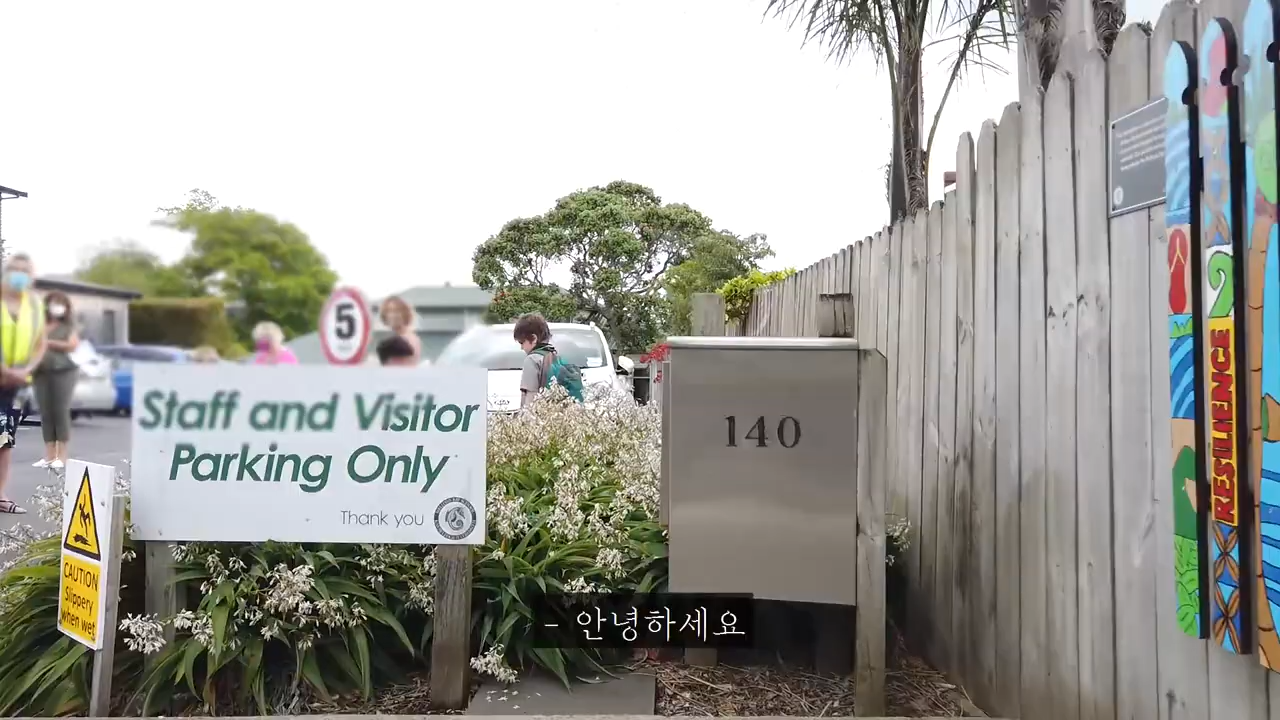 5
Staff and Visitor
Parking Only
Thank you
CAUTION
Slippery
when wet
140
RESILIENCE
- 안녕하세요